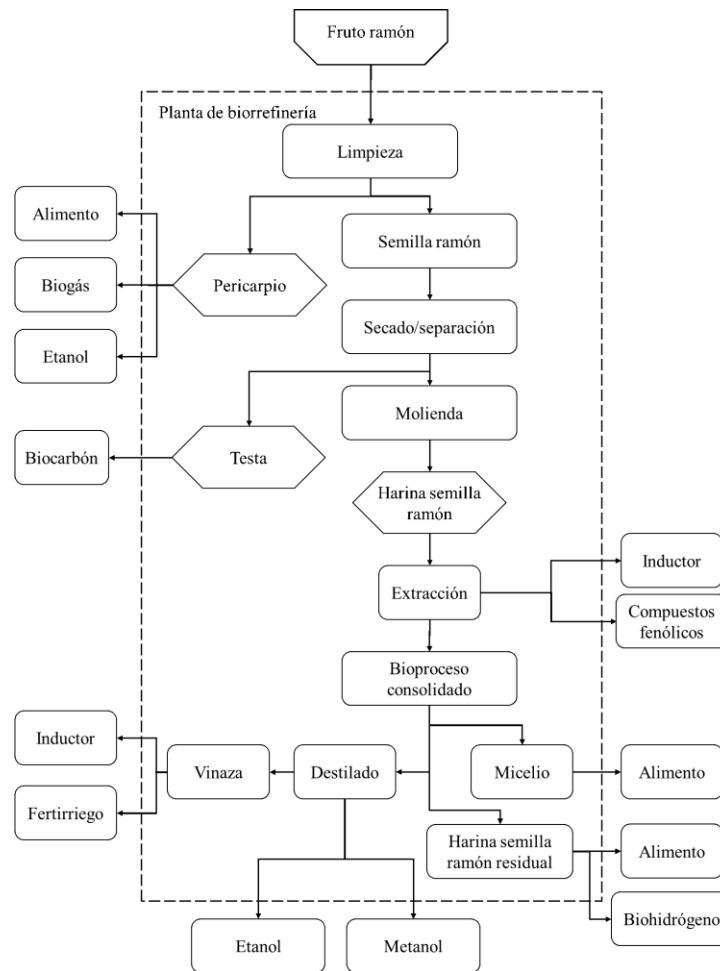 Fruto ramón
Planta de biorrefinería
Limpieza
Alimento
Semilla ramón
Biogás
Pericarpio
Etanol
Secado/separación
Molienda
Biocarbón
Testa
Harina semilla
ramón
Inductor
Extracción
Compuestos
fenólicos
Bioproceso
consolidado
Inductor
Vinaza
Destilado
Micelio
Alimento
Fertirriego
Harina semilla
ramón residual
Alimento
Biohidrógeno
Etanol
Metanol